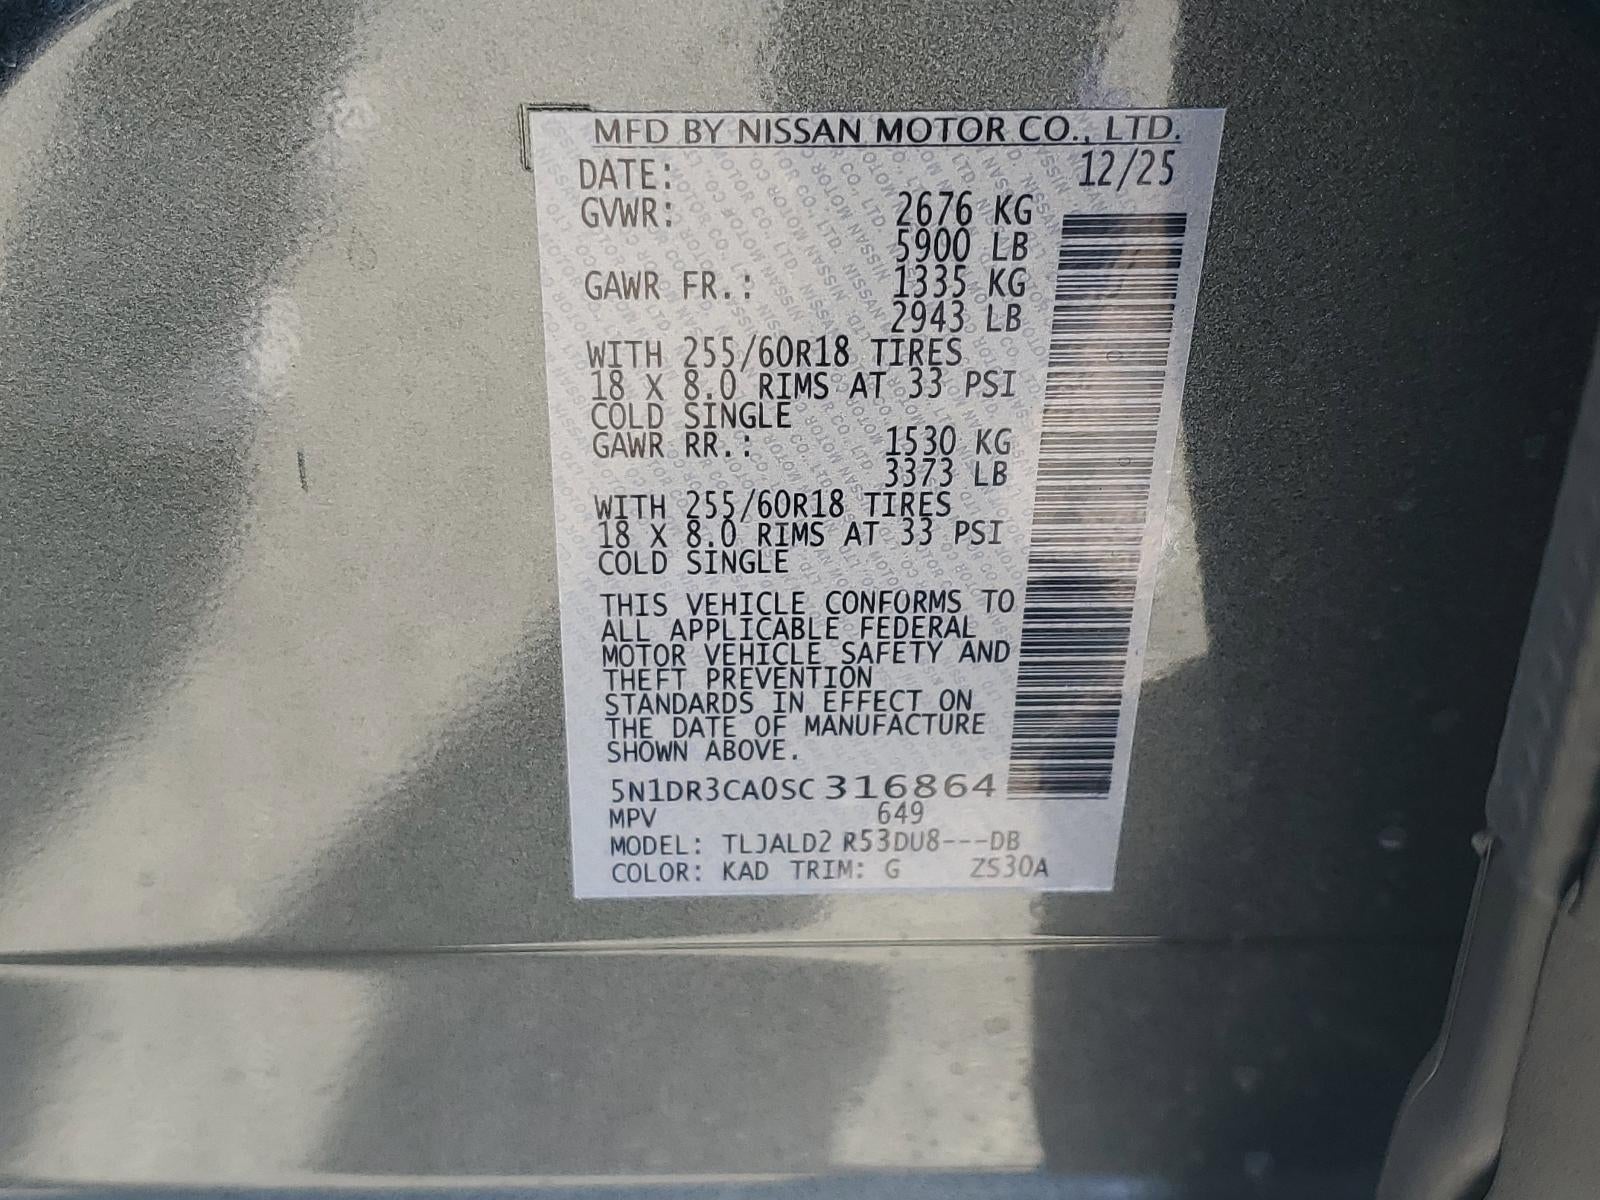 MFD BY NISSAN MOTOR CO., LTD.
DATE: 12/25
GVWR: 2676 KG
5900 LB
GAWR FR.: 1335 KG
2943 LB
WITH 255/60R18 TIRES
18 X 8.0 RIMS AT 33 PSI
COLD SINGLE
GAWR RR.: 1530 KG
3373 LB
WITH 255/60R18 TIRES
18 X 8.0 RIMS AT 33 PSI
COLD SINGLE
THIS VEHICLE CONFORMS TO
ALL APPLICABLE FEDERAL
MOTOR VEHICLE SAFETY AND
THEFT PREVENTION
STANDARDS IN EFFECT ON
THE DATE OF MANUFACTURE
SHOWN ABOVE.
5N1DR3CA0SC316864
MPV 649
MODEL: TLJALD2 R53DU8---DB
COLOR: KAD TRIM: G ZS30A